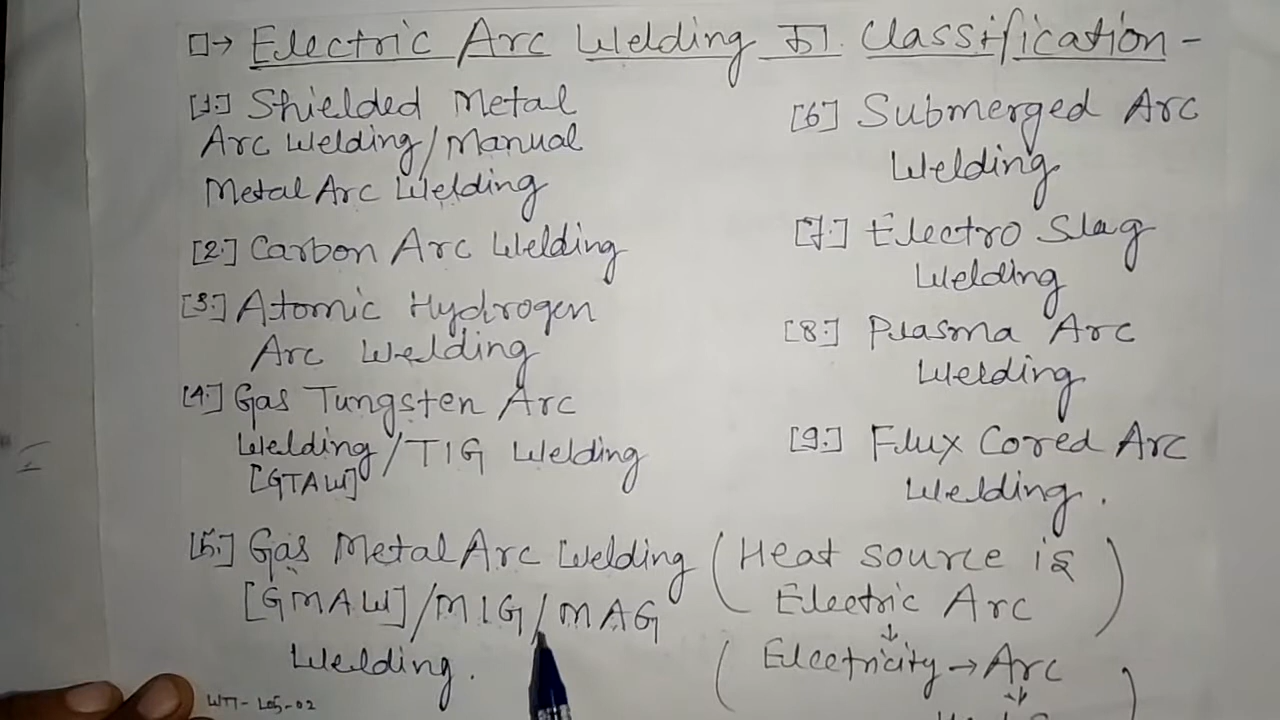 □→ Electric Arc Welding का Classification -
[1.] Shielded Metal
Arc Welding/Manual
Metal Arc Welding
[2.] Carbon Arc Welding
[3.] Atomic Hydrogen
Arc Welding
[4.] Gas Tungsten Arc
Welding/TIG Welding
[GTAW]
[5.] Gas Metal Arc Welding
[GMAW]/MIG/MAG
Welding.
[6] Submerged Arc
Welding
[7.] Electro Slag
Welding
[8.] Plasma Arc
Welding
[9.] Flux Cored Arc
Welding.
(Heat source is
Electric Arc)
↓
(Electricity → Arc
↓
WTT-L05-02